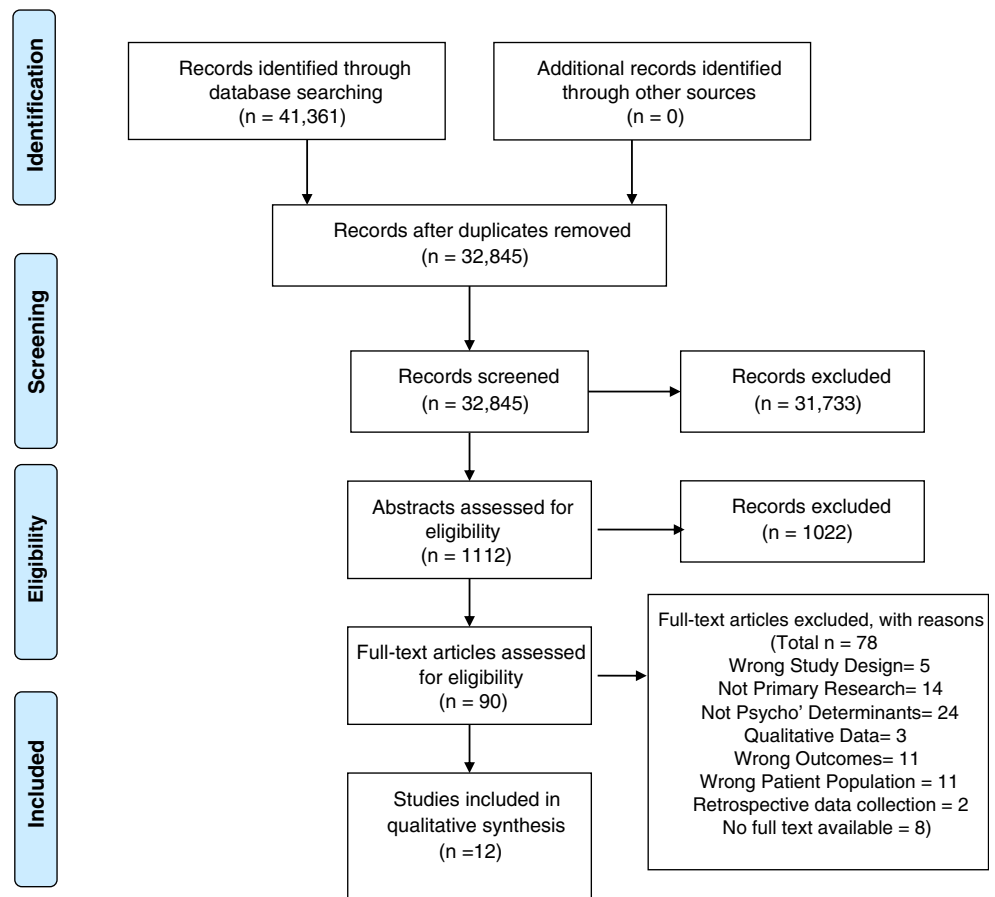 Identification
Records identified through
database searching
(n = 41,361)
Additional records identified
through other sources
(n = 0)
Records after duplicates removed
(n = 32,845)
Screening
Records screened
(n = 32,845)
Records excluded
(n = 31,733)
Eligibility
Abstracts assessed for
eligibility
(n = 1112)
Records excluded
(n = 1022)
Full-text articles assessed
for eligibility
(n = 90)
Full-text articles excluded, with reasons
(Total n = 78
Wrong Study Design= 5
Not Primary Research= 14
Not Psycho' Determinants= 24
Qualitative Data= 3
Wrong Outcomes= 11
Wrong Patient Population = 11
Retrospective data collection = 2
No full text available = 8)
Included
Studies included in
qualitative synthesis
(n =12)